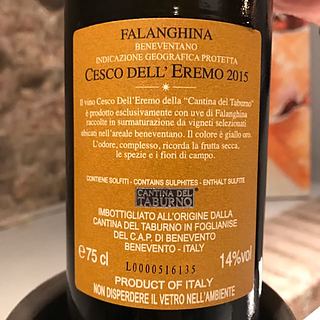 FALANGHINA
BENEVENTANO
INDICAZIONE GEOGRAFICA PROTETTA
CESCO DELL' EREMO 2015
Il vino Cesco Dell'Eremo della "Cantina del Taburno"
è prodotto esclusivamente con uve di Falanghina
raccolte in surmaturazione da vigneti selezionati
ubicati nell'areale beneventano. Il colore è giallo oro.
L'odore, complesso, ricorda la frutta secca,
le spezie e i fiori di campo.
CONTIENE SOLFITI - CONTAINS SULPHITES - ENTHALT SULFITE
CANTINA DEL
TABURNO
IMBOTTIGLIATO ALL'ORIGINE DALLA
CANTINA DEL TABURNO IN FOGLIANISE
DEL C.A.P. DI BENEVENTO
BENEVENTO - ITALY
L0000516135
℮ 75 cl
14%vol
PRODUCT OF ITALY
NON DISPERDERE IL VETRO NELL'AMBIENTE